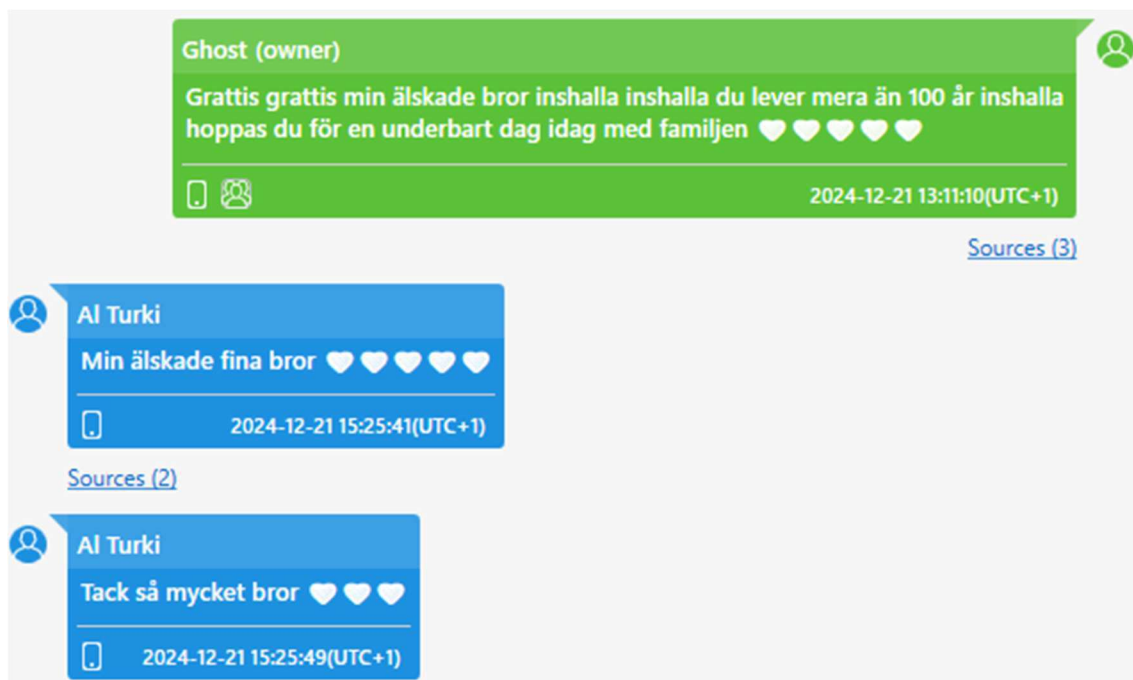 Ghost (owner)
Grattis grattis min älskade bror inshalla inshalla du lever mera än 100 år inshalla
hoppas du för en underbart dag idag med familjen 🤍🤍🤍🤍🤍
2024-12-21 13:11:10(UTC+1)
Sources (3)
Al Turki
Min älskade fina bror 🤍🤍🤍🤍🤍
2024-12-21 15:25:41(UTC+1)
Sources (2)
Al Turki
Tack så mycket bror 🤍🤍🤍
2024-12-21 15:25:49(UTC+1)